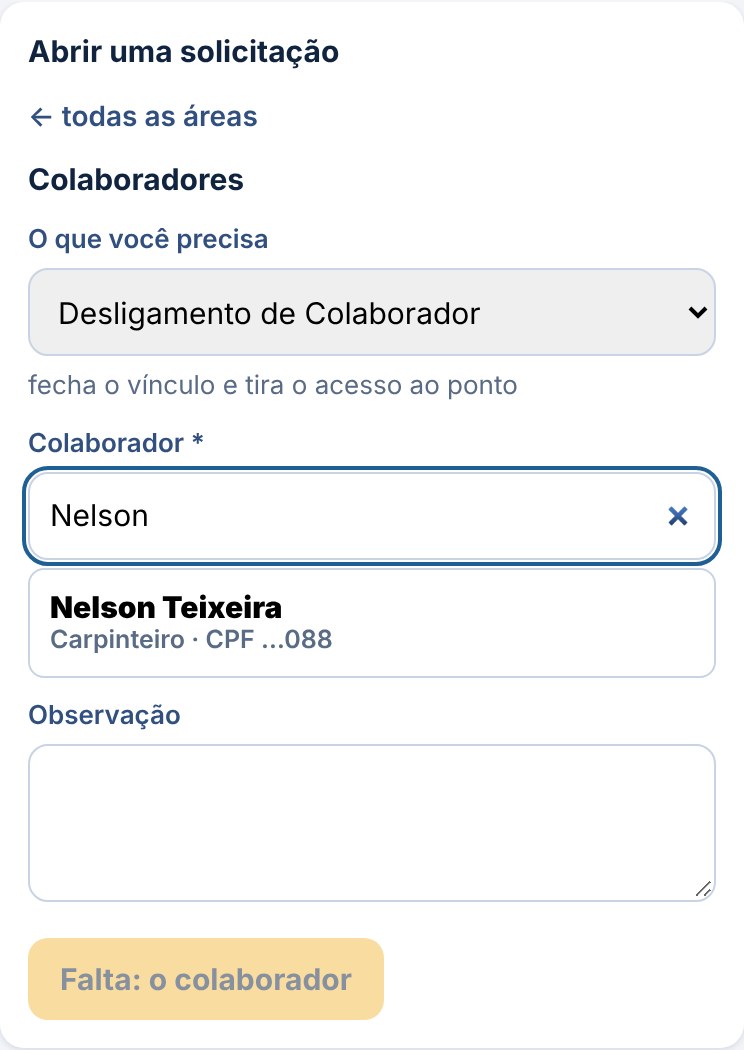 Abrir uma solicitação
← todas as áreas
Colaboradores
O que você precisa
Desligamento de Colaborador
fecha o vínculo e tira o acesso ao ponto
Colaborador *
Nelson
Nelson Teixeira
Carpinteiro · CPF ...088
Observação
Falta: o colaborador